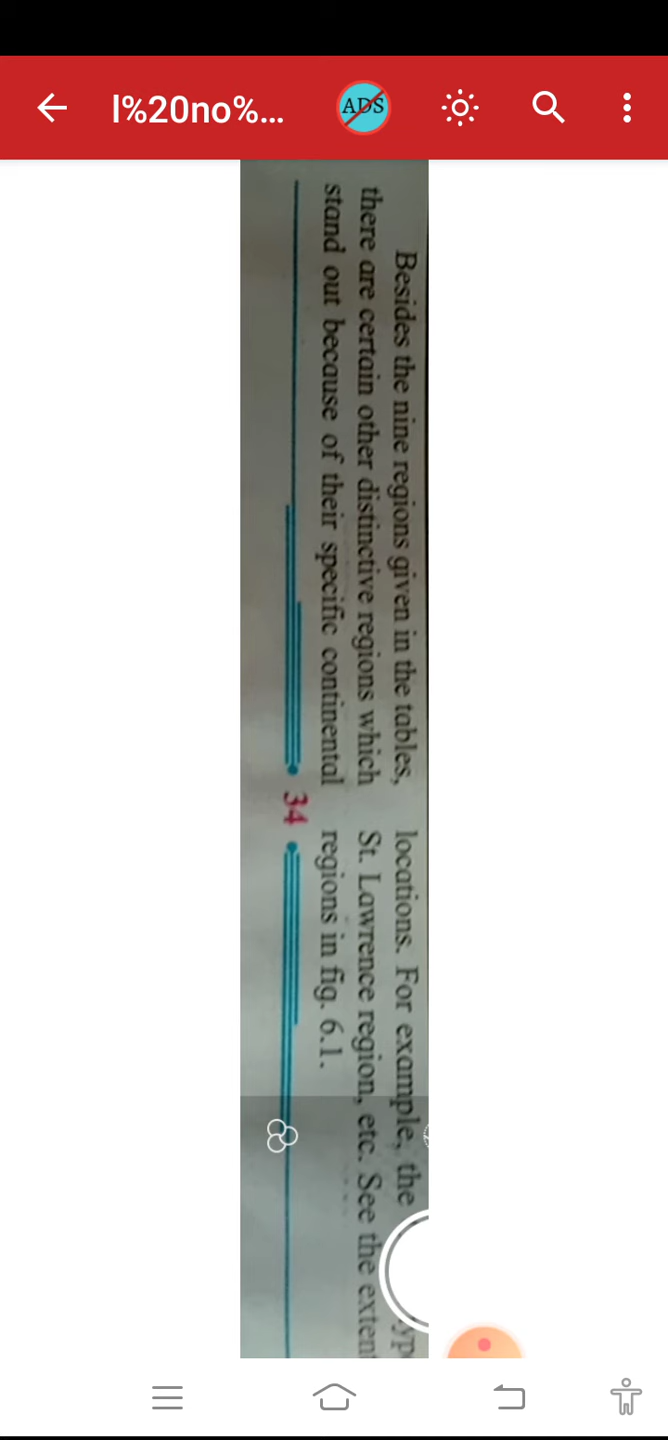 I%20no%...
ADS
Besides the nine regions given in the tables,
there are certain other distinctive regions which
stand out because of their specific continental
locations. For example, the
St. Lawrence region, etc. See the extent
regions in fig. 6.1.
34